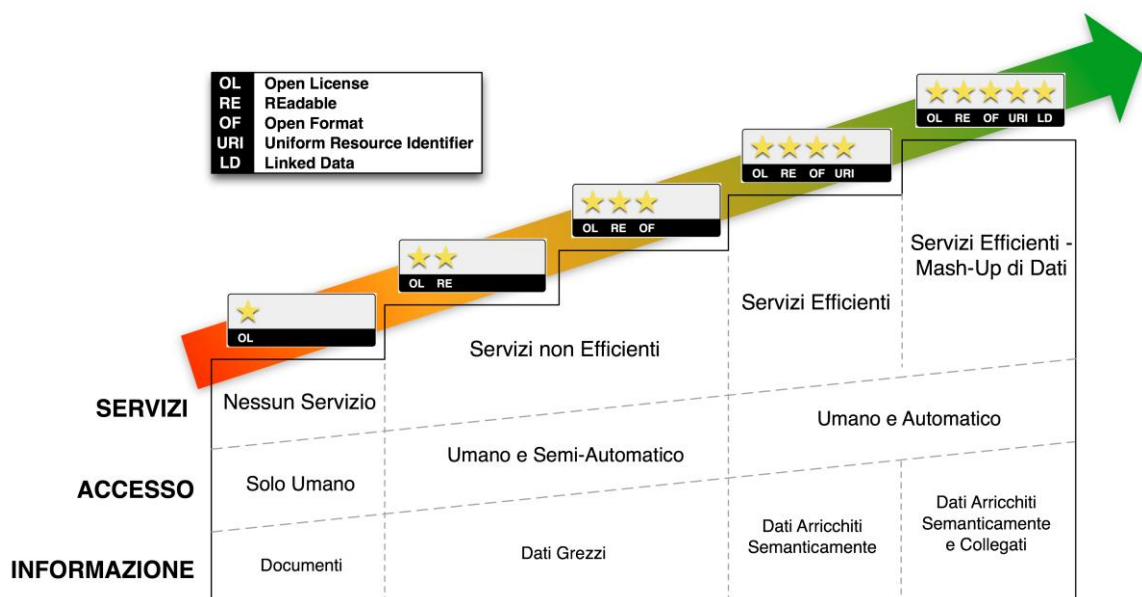 OL Open License
RE REadable
OF Open Format
URI Uniform Resource Identifier
LD Linked Data
OL RE OF URI LD
OL RE OF URI
OL RE OF
OL RE
OL
Servizi Efficienti -
Mash-Up di Dati
Servizi Efficienti
Servizi non Efficienti
SERVIZI
Nessun Servizio
Umano e Automatico
Umano e Semi-Automatico
ACCESSO
Solo Umano
INFORMAZIONE
Documenti
Dati Grezzi
Dati Arricchiti
Semanticamente
Dati Arricchiti
Semanticamente
e Collegati